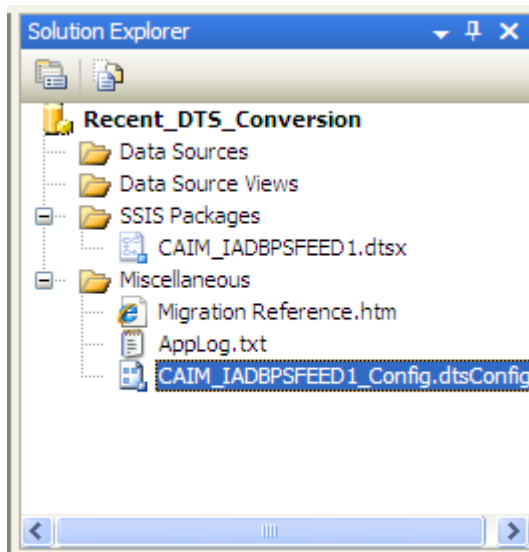 Solution Explorer
Recent_DTS_Conversion
Data Sources
Data Source Views
SSIS Packages
CAIM_IADBPSFEED1.dtsx
Miscellaneous
Migration Reference.htm
AppLog.txt
CAIM_IADBPSFEED1_Config.dtsConfig